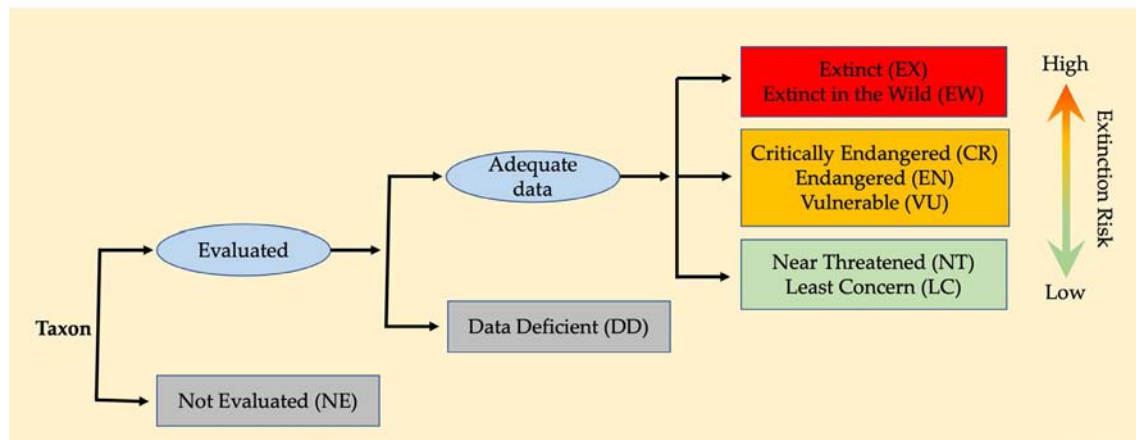 Extinct (EX)
Extinct in the Wild (EW)
High
Critically Endangered (CR)
Endangered (EN)
Vulnerable (VU)
Adequate
data
Extinction Risk
Evaluated
Near Threatened (NT)
Least Concern (LC)
Low
Taxon
Data Deficient (DD)
Not Evaluated (NE)